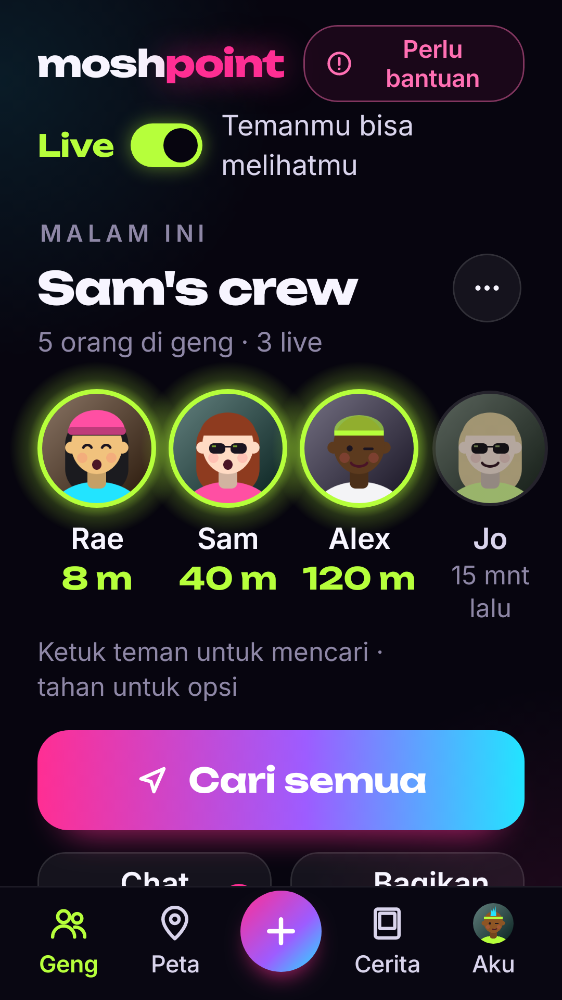 moshpoint
Perlu
bantuan
Live
Temanmu bisa
melihatmu
MALAM INI
Sam's crew
5 orang di geng · 3 live
Rae
Sam
Alex
Jo
8 m
40 m
120 m
15 mnt
lalu
Ketuk teman untuk mencari ·
tahan untuk opsi
Cari semua
Chat
Bagikan
Geng
Peta
Cerita
Aku